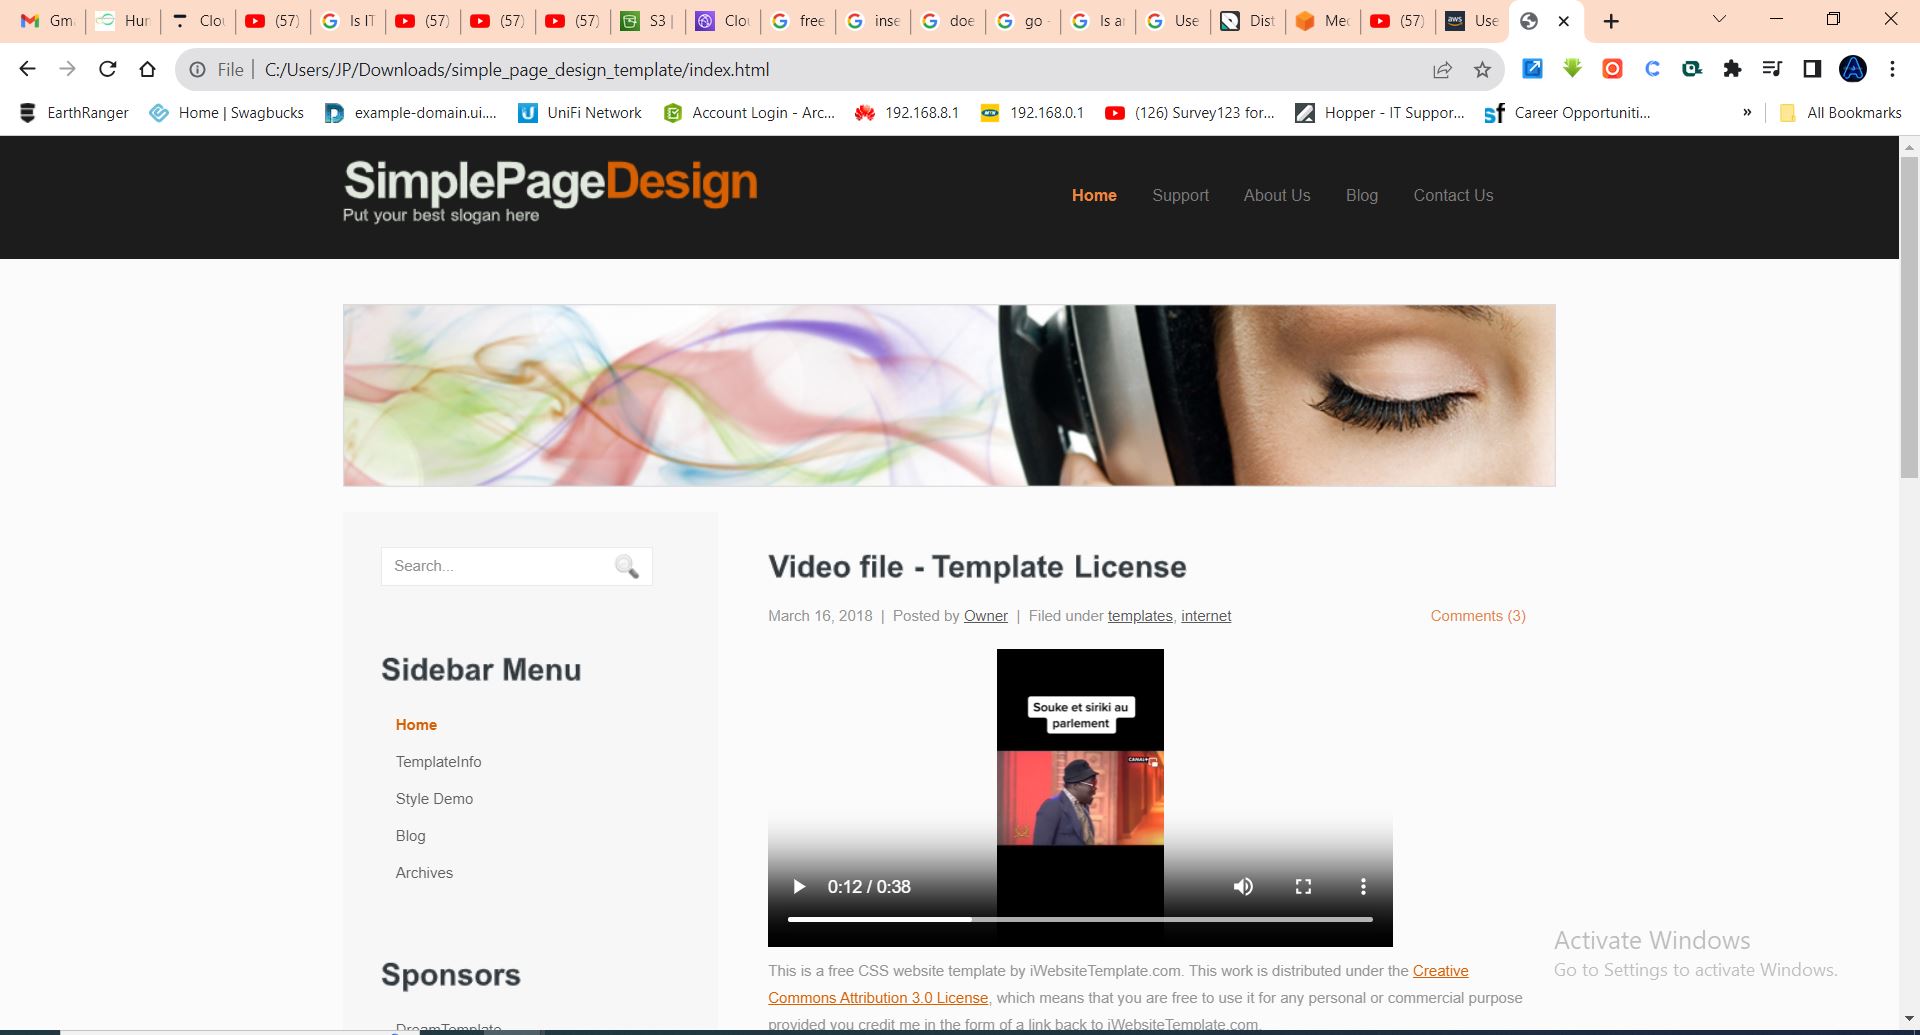 Gm
Hun
Clo
(57)
Is IT
(57)
(57)
(57)
S3 |
Clou
free
inse
doe
go -
Is a
Use
Dist
Med
(57)
aws
Use
File
C:/Users/JP/Downloads/simple_page_design_template/index.html
EarthRanger
Home | Swagbucks
example-domain.ui....
UniFi Network
Account Login - Arc...
192.168.8.1
192.168.0.1
(126) Survey123 for...
Hopper - IT Suppor...
Career Opportuniti...
»
All Bookmarks
SimplePageDesign
Put your best slogan here
Home
Support
About Us
Blog
Contact Us
Search...
Sidebar Menu
Home
TemplateInfo
Style Demo
Blog
Archives
Sponsors
DreamTemplate
Video file - Template License
March 16, 2018 | Posted by Owner | Filed under templates, internet
Comments (3)
Souke et siriki au
parlement
CANAL+
0:12 / 0:38
This is a free CSS website template by iWebsiteTemplate.com. This work is distributed under the Creative
Commons Attribution 3.0 License, which means that you are free to use it for any personal or commercial purpose
provided you credit me in the form of a link back to iWebsiteTemplate.com.
Activate Windows
Go to Settings to activate Windows.